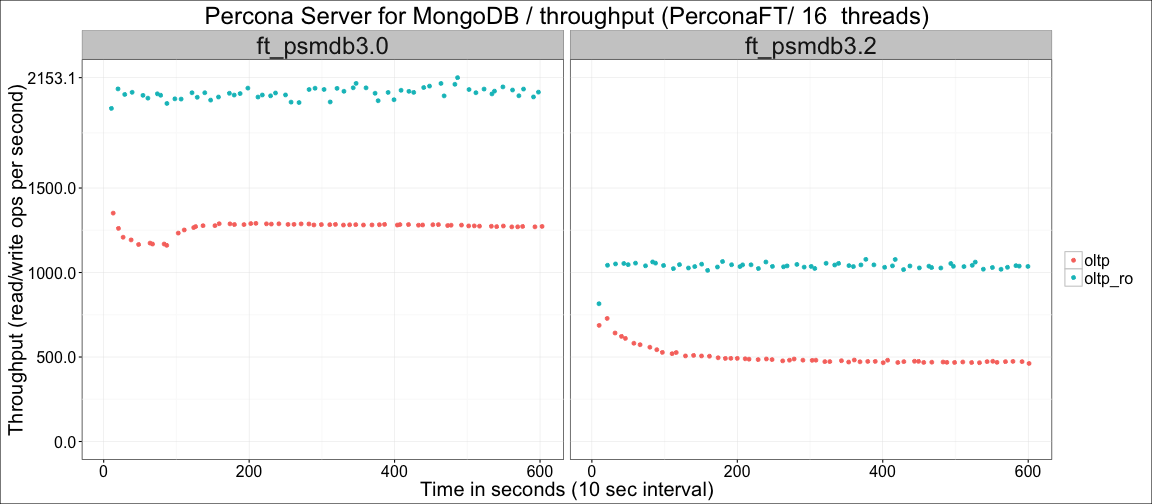 Percona Server for MongoDB / throughput (PerconaFT/ 16 threads)
ft_psmdb3.0
ft_psmdb3.2
Throughput (read/write ops per second)
2153.1
1500.0
1000.0
500.0
0.0
0 200 400 600
0 200 400 600
Time in seconds (10 sec interval)
oltp
oltp_ro